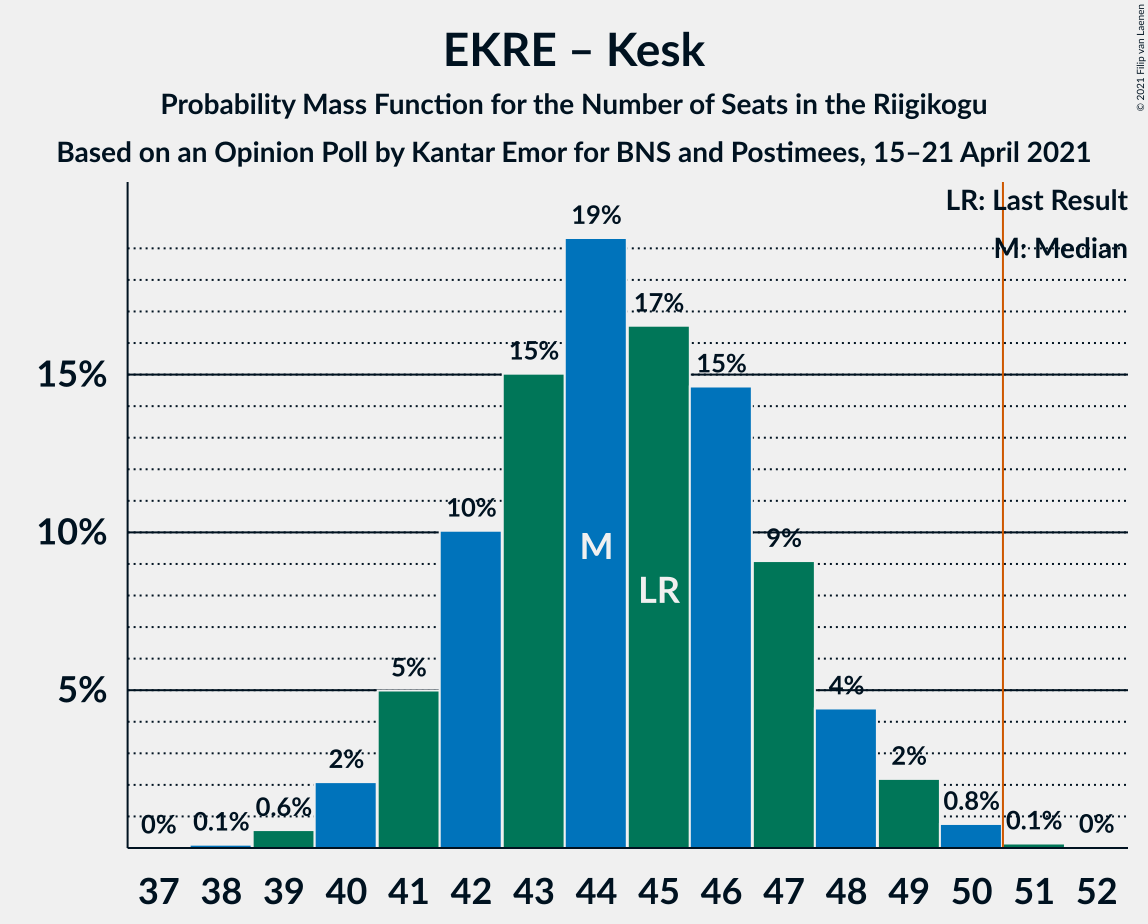 EKRE – Kesk
Probability Mass Function for the Number of Seats in the Riigikogu
Based on an Opinion Poll by Kantar Emor for BNS and Postimees, 15–21 April 2021
© 2021 Filip van Laenen
LR: Last Result
M: Median
15%
10%
5%
0%
0.1%
0.6%
2%
5%
10%
15%
19%
17%
15%
9%
4%
2%
0.8%
0.1%
0%
M
LR
37 38 39 40 41 42 43 44 45 46 47 48 49 50 51 52